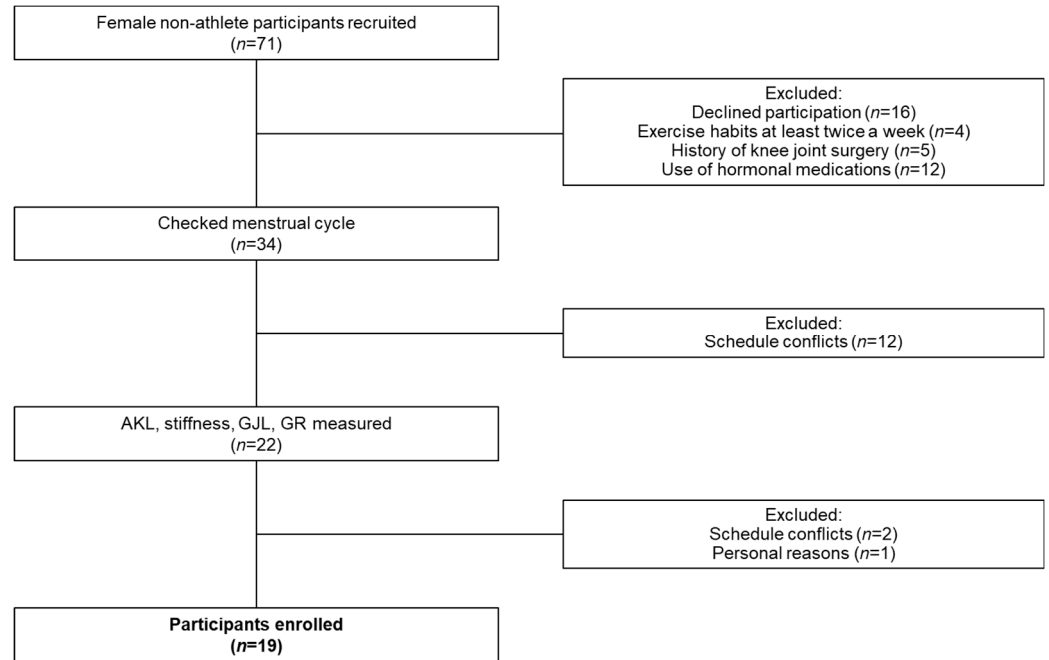 Female non-athlete participants recruited
(n=71)
Excluded:
Declined participation (n=16)
Exercise habits at least twice a week (n=4)
History of knee joint surgery (n=5)
Use of hormonal medications (n=12)
Checked menstrual cycle
(n=34)
Excluded:
Schedule conflicts (n=12)
AKL, stiffness, GJL, GR measured
(n=22)
Excluded:
Schedule conflicts (n=2)
Personal reasons (n=1)
Participants enrolled
(n=19)